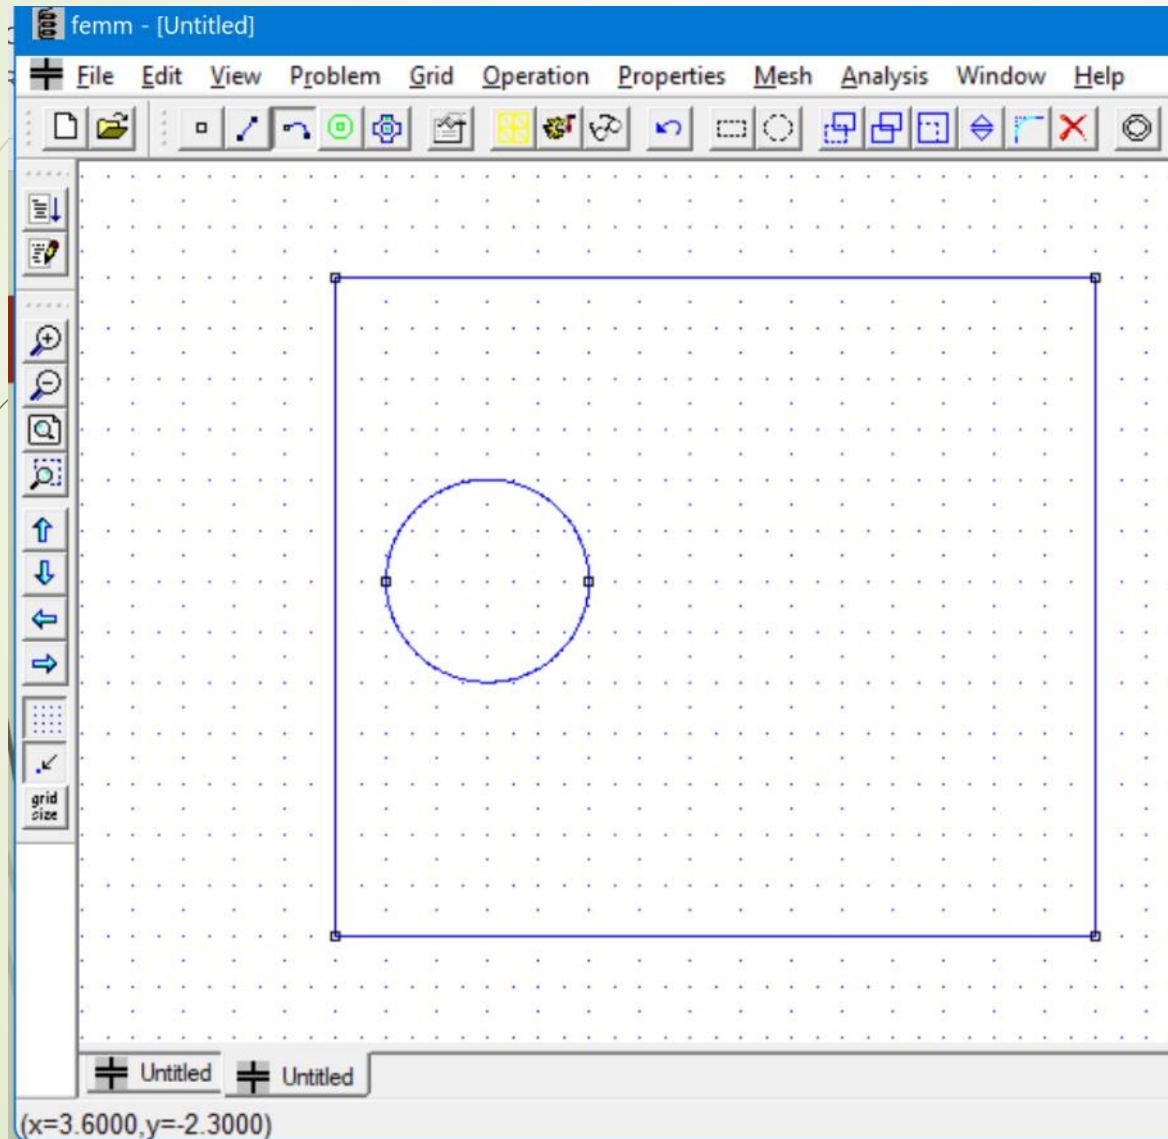 femm - [Untitled]
File Edit View Problem Grid Operation Properties Mesh Analysis Window Help
grid
size
Untitled Untitled
(x=3.6000,y=-2.3000)